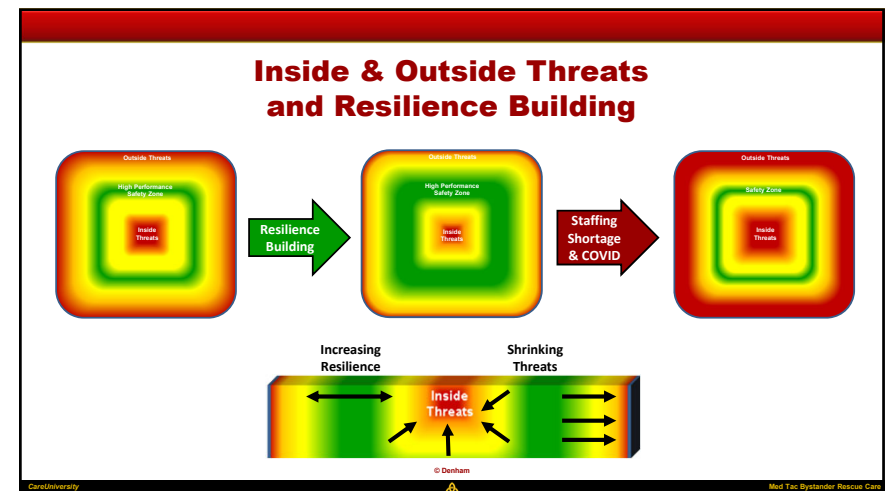 Inside & Outside Threats
and Resilience Building
Outside Threats
High Performance
Safety Zone
Inside
Threats
Resilience
Building
Outside Threats
High Performance
Safety Zone
Inside
Threats
Staffing
Shortage
& COVID
Outside Threats
Safety Zone
Inside
Threats
Increasing
Resilience
Shrinking
Threats
Inside
Threats
© Denham
CareUniversity
Med Tac Bystander Rescue Care